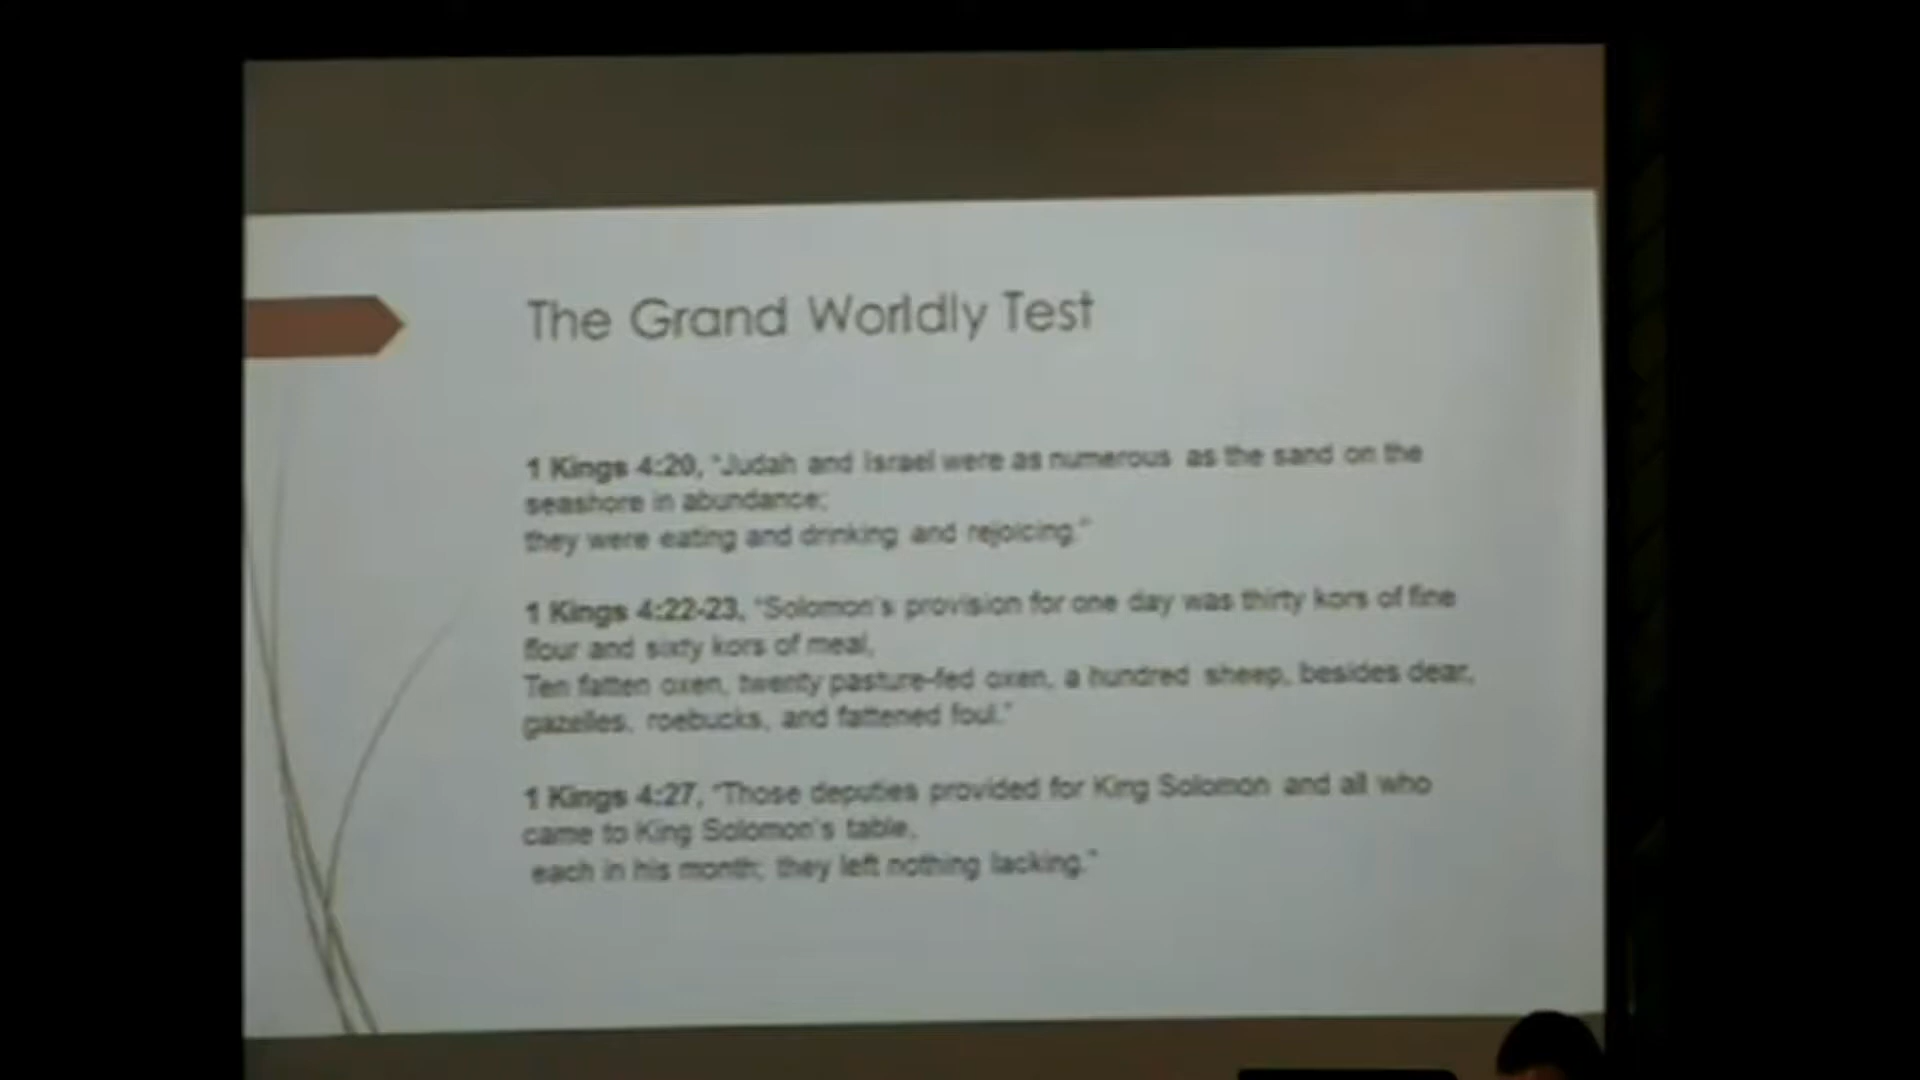 The Grand Worldly Test
1 Kings 4:20, "Judah and Israel were as numerous as the sand on the
seashore in abundance;
they were eating and drinking and rejoicing."
1 Kings 4:22-23, "Solomon's provision for one day was thirty kors of fine
flour and sixty kors of meal,
Ten fatten oxen, twenty pasture-fed oxen, a hundred sheep, besides dear,
gazelles, roebucks, and fattened foul."
1 Kings 4:27, "Those deputies provided for King Solomon and all who
came to King Solomon's table,
each in his month; they left nothing lacking."